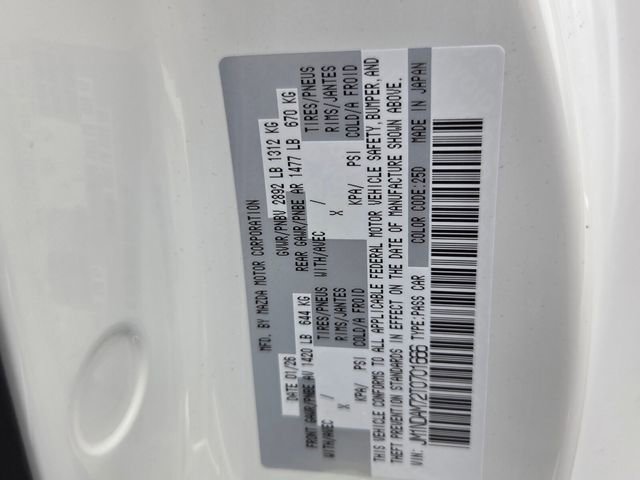 MFD. BY MAZDA MOTOR CORPORATION
DATE 01/26 GVWR/PNBV 2892 LB 1312 KG
FRONT GAWR/PNBE AV 1420 LB 644 KG REAR GAWR/PNBE AR 1477 LB 670 KG
WITH/AVEC / TIRES/PNEUS WITH/AVEC / TIRES/PNEUS
X RIMS/JANTES X RIMS/JANTES
KPA/ PSI COLD/A FROID KPA/ PSI COLD/A FROID
THIS VEHICLE CONFORMS TO ALL APPLICABLE FEDERAL MOTOR VEHICLE SAFETY, BUMPER, AND
THEFT PREVENTION STANDARDS IN EFFECT ON THE DATE OF MANUFACTURE SHOWN ABOVE.
VIN: JM1NDAM72T0701666 TYPE:PASS CAR COLOR CODE:25D MADE IN JAPAN